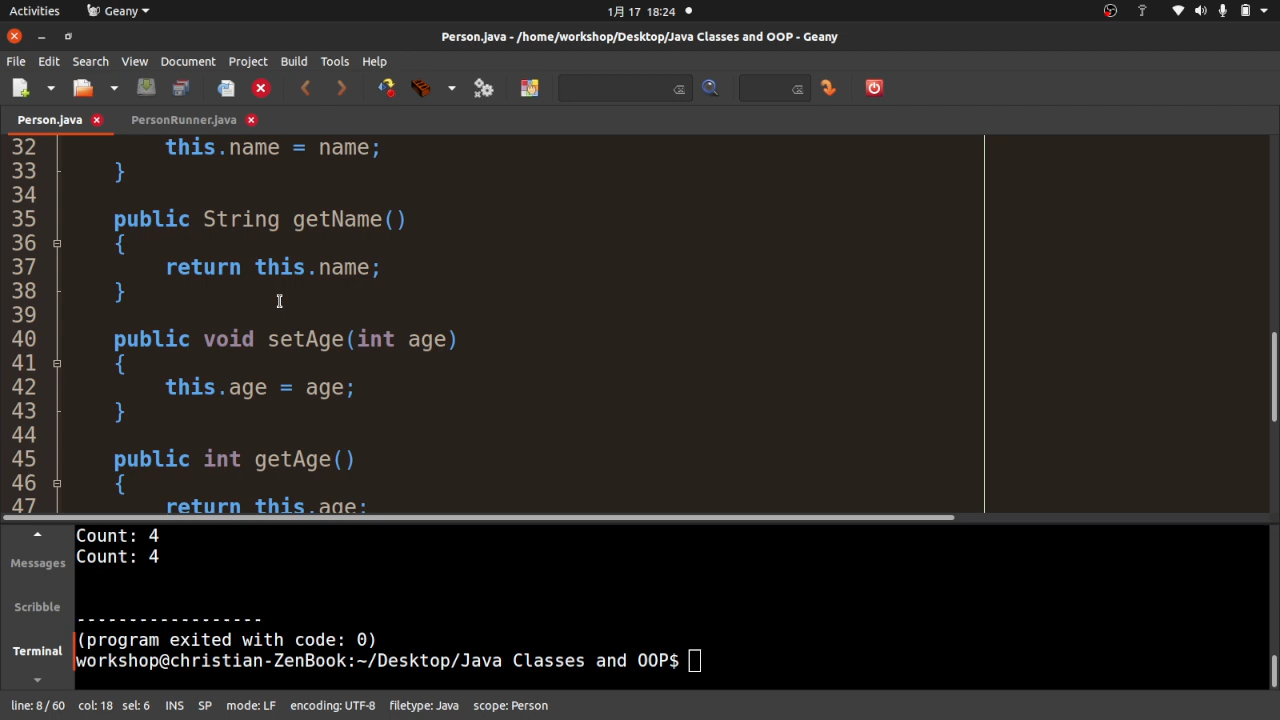 Activities
Geany
1月 17 18:24
Person.java - /home/workshop/Desktop/Java Classes and OOP - Geany
File Edit Search View Document Project Build Tools Help
Person.java
PersonRunner.java
32 this.name = name;
33 }
34
35 public String getName()
36 {
37 return this.name;
38 }
39
40 public void setAge(int age)
41 {
42 this.age = age;
43 }
44
45 public int getAge()
46 {
47 return this.age;
Messages
Scribble
Terminal
Count: 4
Count: 4
------------------
(program exited with code: 0)
workshop@christian-ZenBook:~/Desktop/Java Classes and OOP$
line: 8 / 60 col: 18 sel: 6 INS SP mode: LF encoding: UTF-8 filetype: Java scope: Person